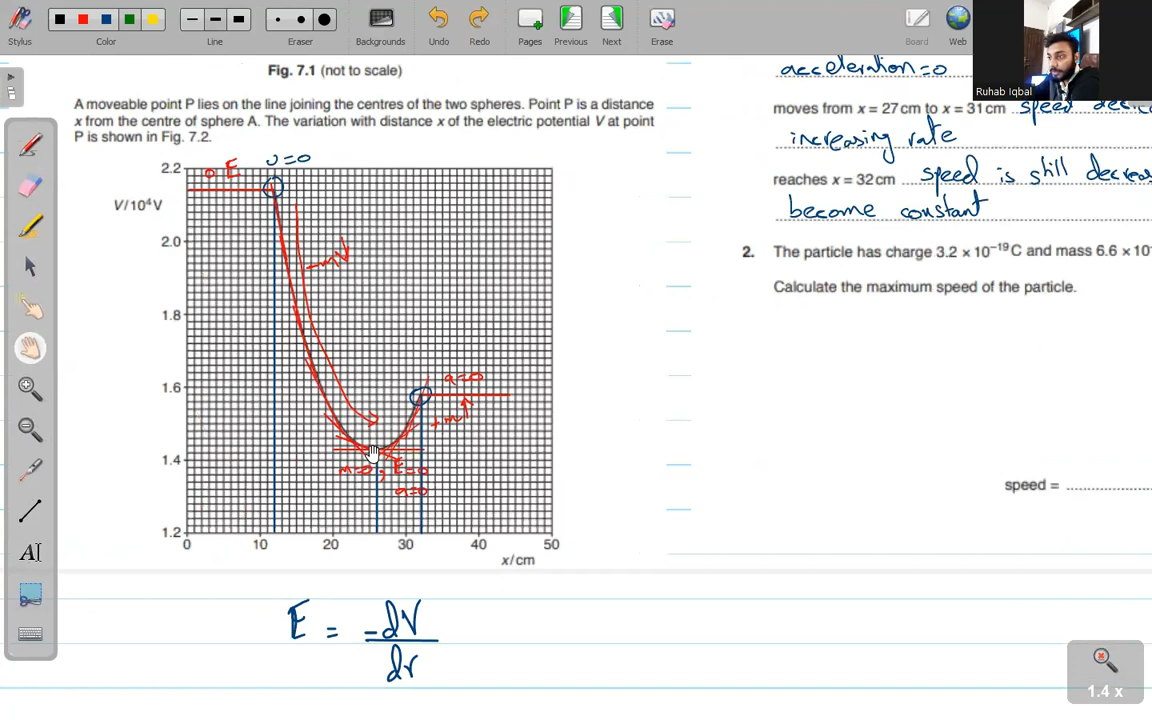 Stylus
Color
Line
Eraser
Backgrounds
Undo
Redo
Pages
Previous
Next
Erase
Board
Web
Ruhab Iqbal
Fig. 7.1 (not to scale)
A moveable point P lies on the line joining the centres of the two spheres. Point P is a distance
x from the centre of sphere A. The variation with distance x of the electric potential V at point
P is shown in Fig. 7.2.
0 E
υ=0
2.2
V/10⁴V
2.0
1.8
1.6
1.4
1.2
-mV
a=0
+m
m=0; E=0
a=0
0 10 20 30 40 50
x/cm
E = -dV
dr
acceleration=0
moves from x = 27 cm to x = 31 cm speed
increasing rate
reaches x = 32 cm speed is still decrea
become constant
2. The particle has charge 3.2 × 10⁻¹⁹C and mass 6.6 × 10
Calculate the maximum speed of the particle.
speed =
AI
1.4 x